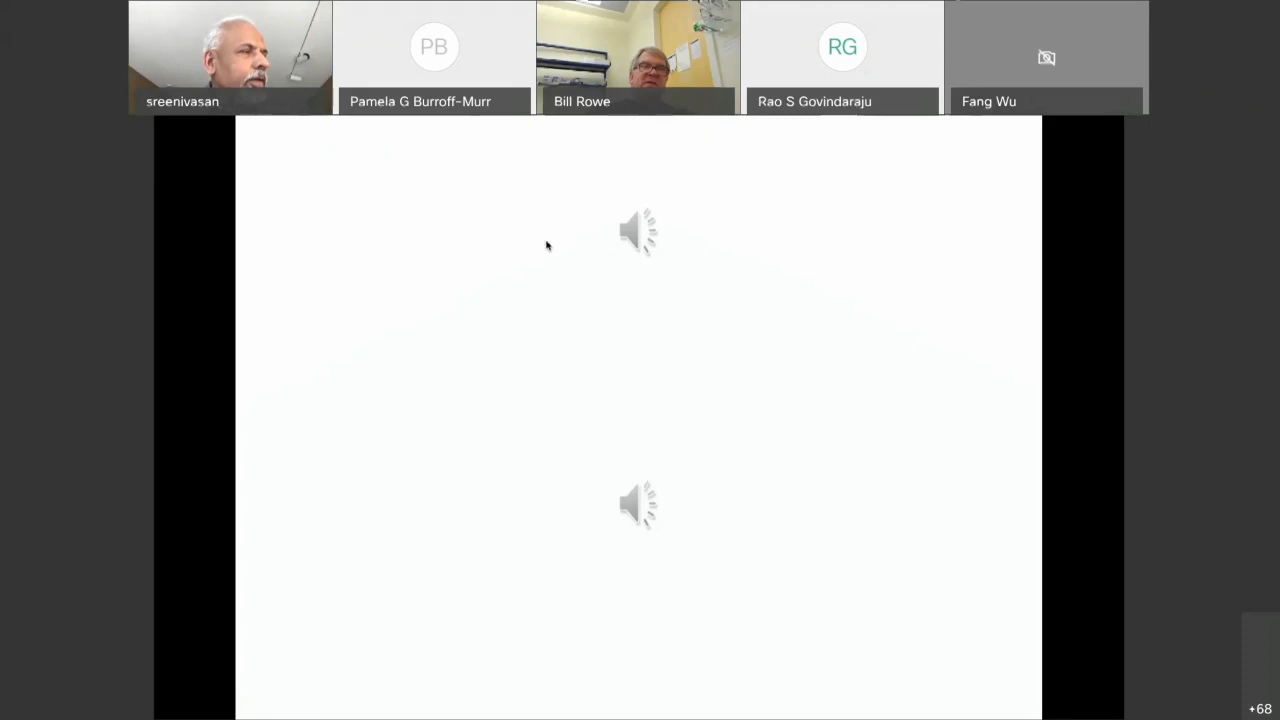 PB
RG
sreenivasan
Pamela G Burroff-Murr
Bill Rowe
Rao S Govindaraju
Fang Wu
+68